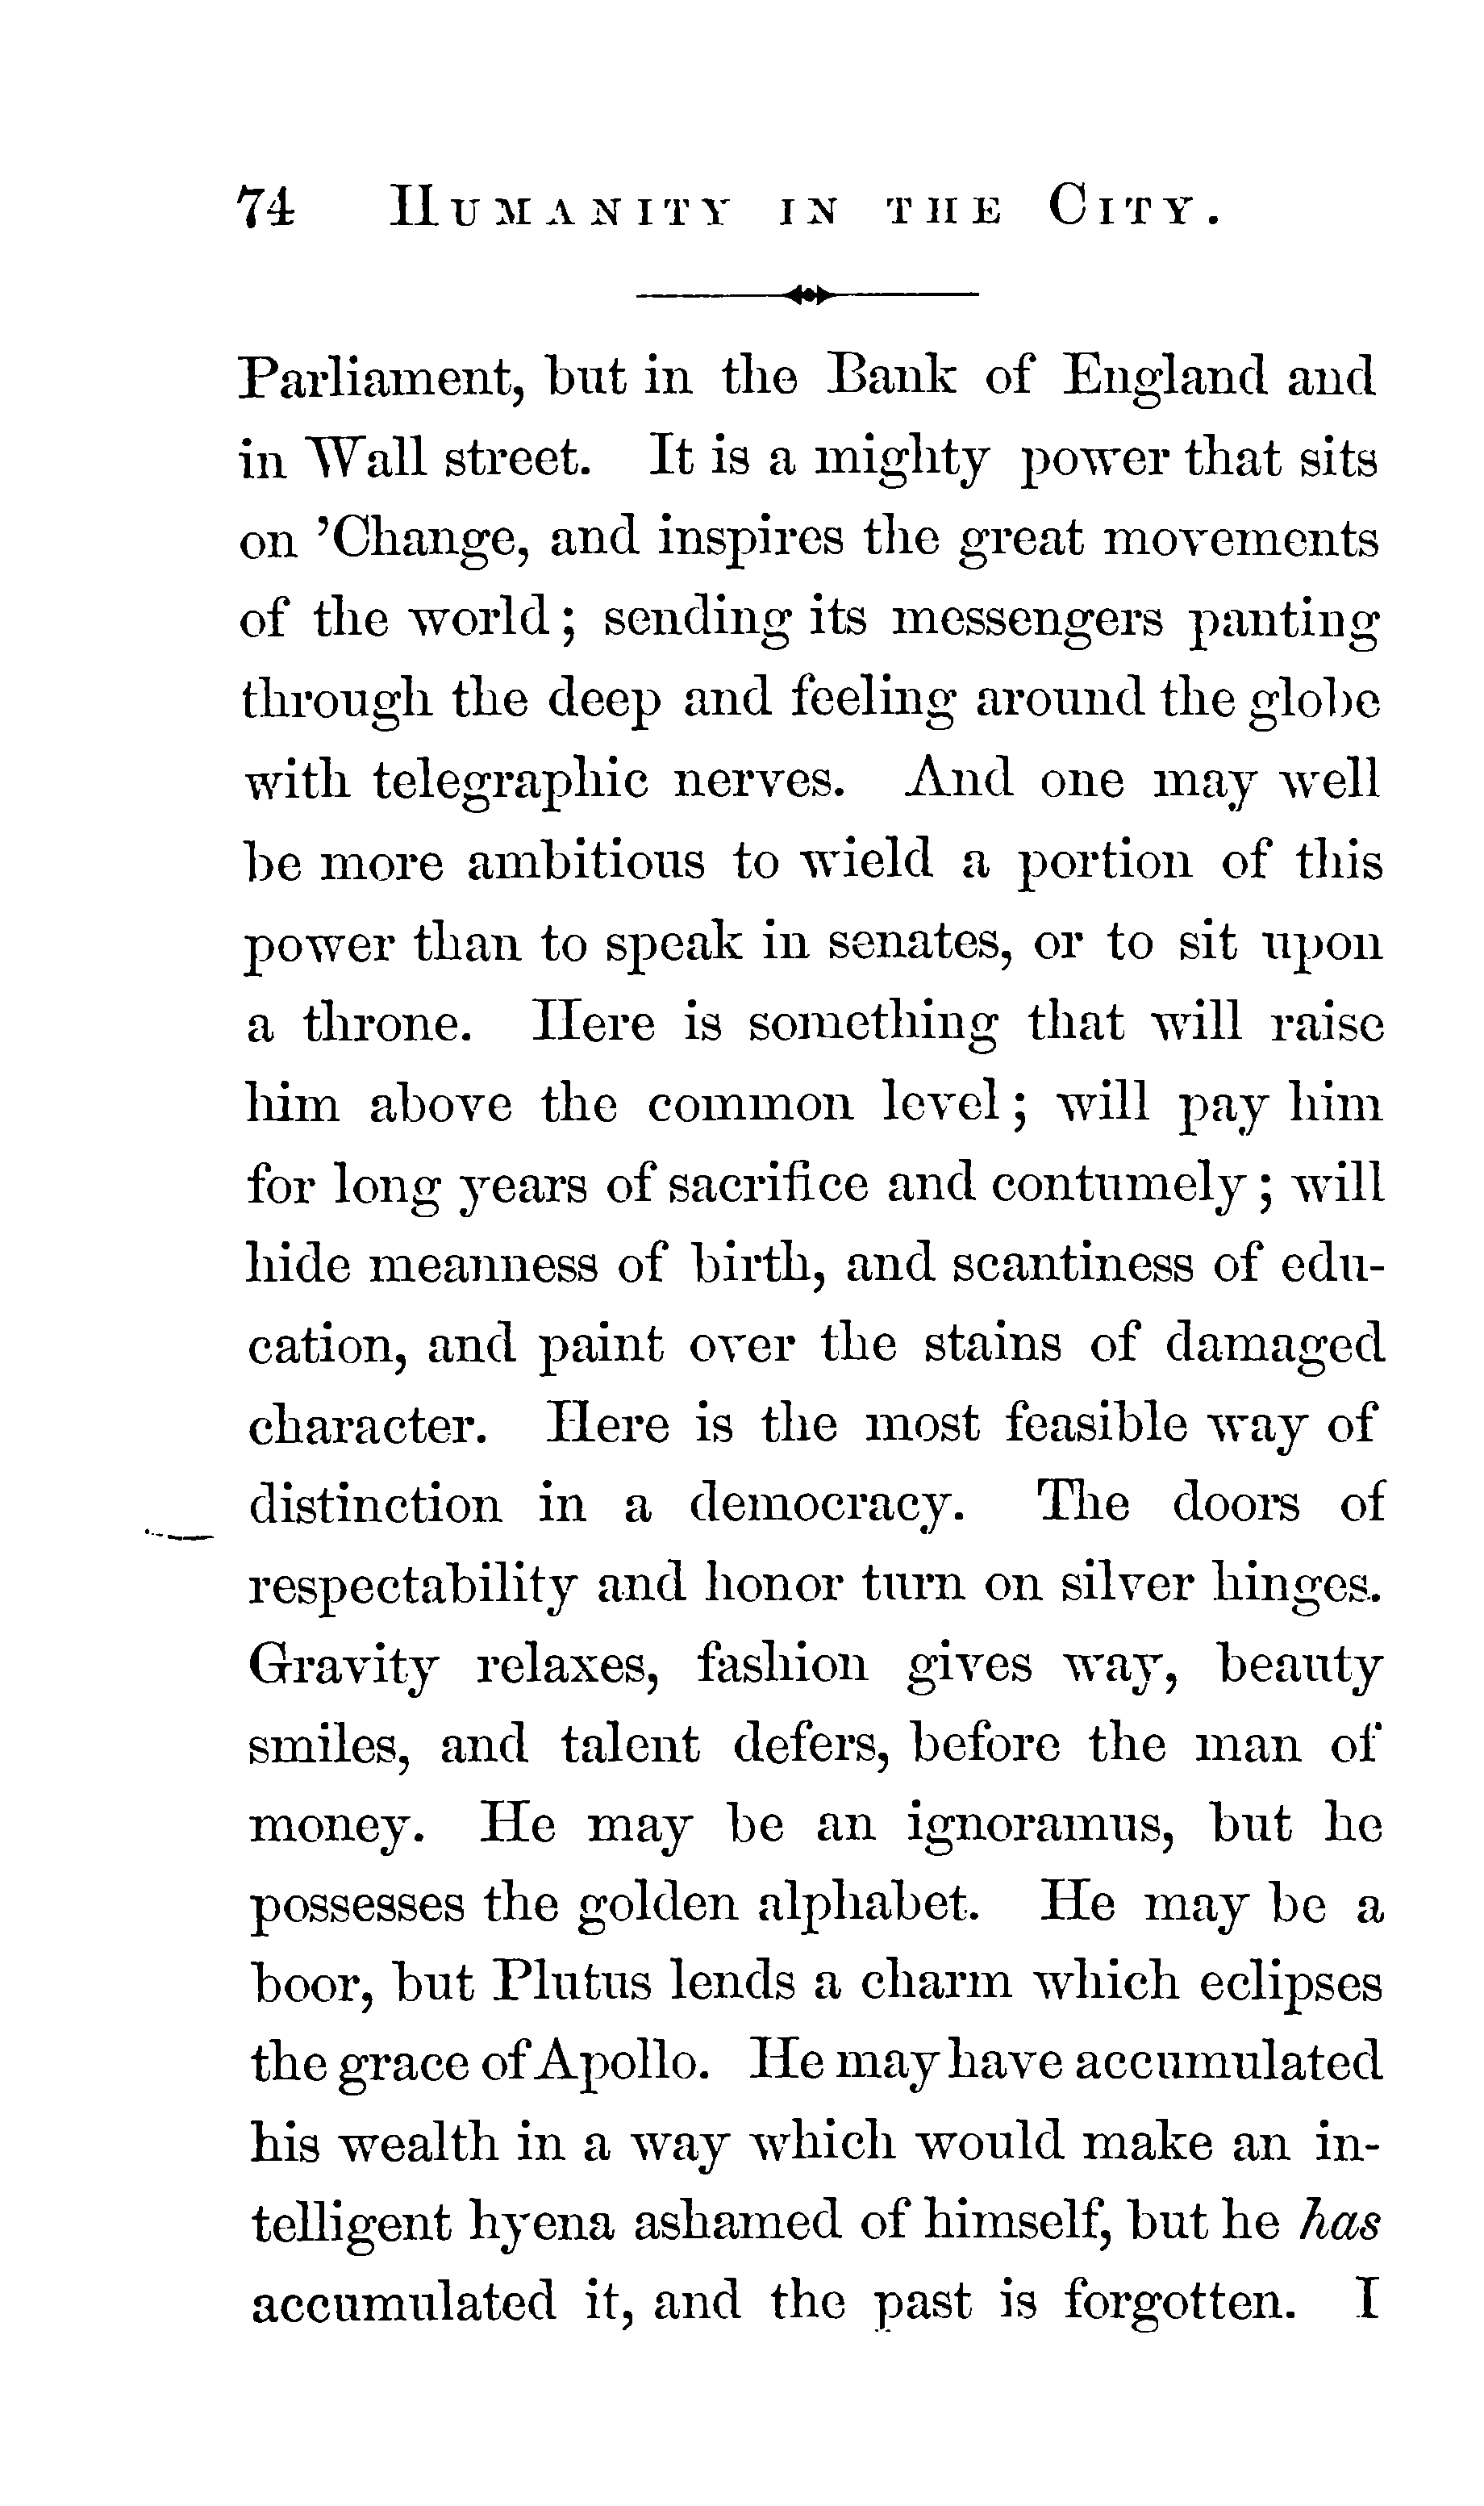 74 HUMANITY IN THE CITY.
Parliament, but in the Bank of England and
in Wall street. It is a mighty power that sits
on ’Change, and inspires the great movements
of the world; sending its messengers panting
through the deep and feeling around the globe
with telegraphic nerves. And one may well
be more ambitious to wield a portion of this
power than to speak in senates, or to sit upon
a throne. Here is something that will raise
him above the common level; will pay him
for long years of sacrifice and contumely; will
hide meanness of birth, and scantiness of edu-
cation, and paint over the stains of damaged
character. Here is the most feasible way of
distinction in a democracy. The doors of
respectability and honor turn on silver hinges.
Gravity relaxes, fashion gives way, beauty
smiles, and talent defers, before the man of
money. He may be an ignoramus, but he
possesses the golden alphabet. He may be a
boor, but Plutus lends a charm which eclipses
the grace of Apollo. He may have accumulated
his wealth in a way which would make an in-
telligent hyena ashamed of himself, but he has
accumulated it, and the past is forgotten. I